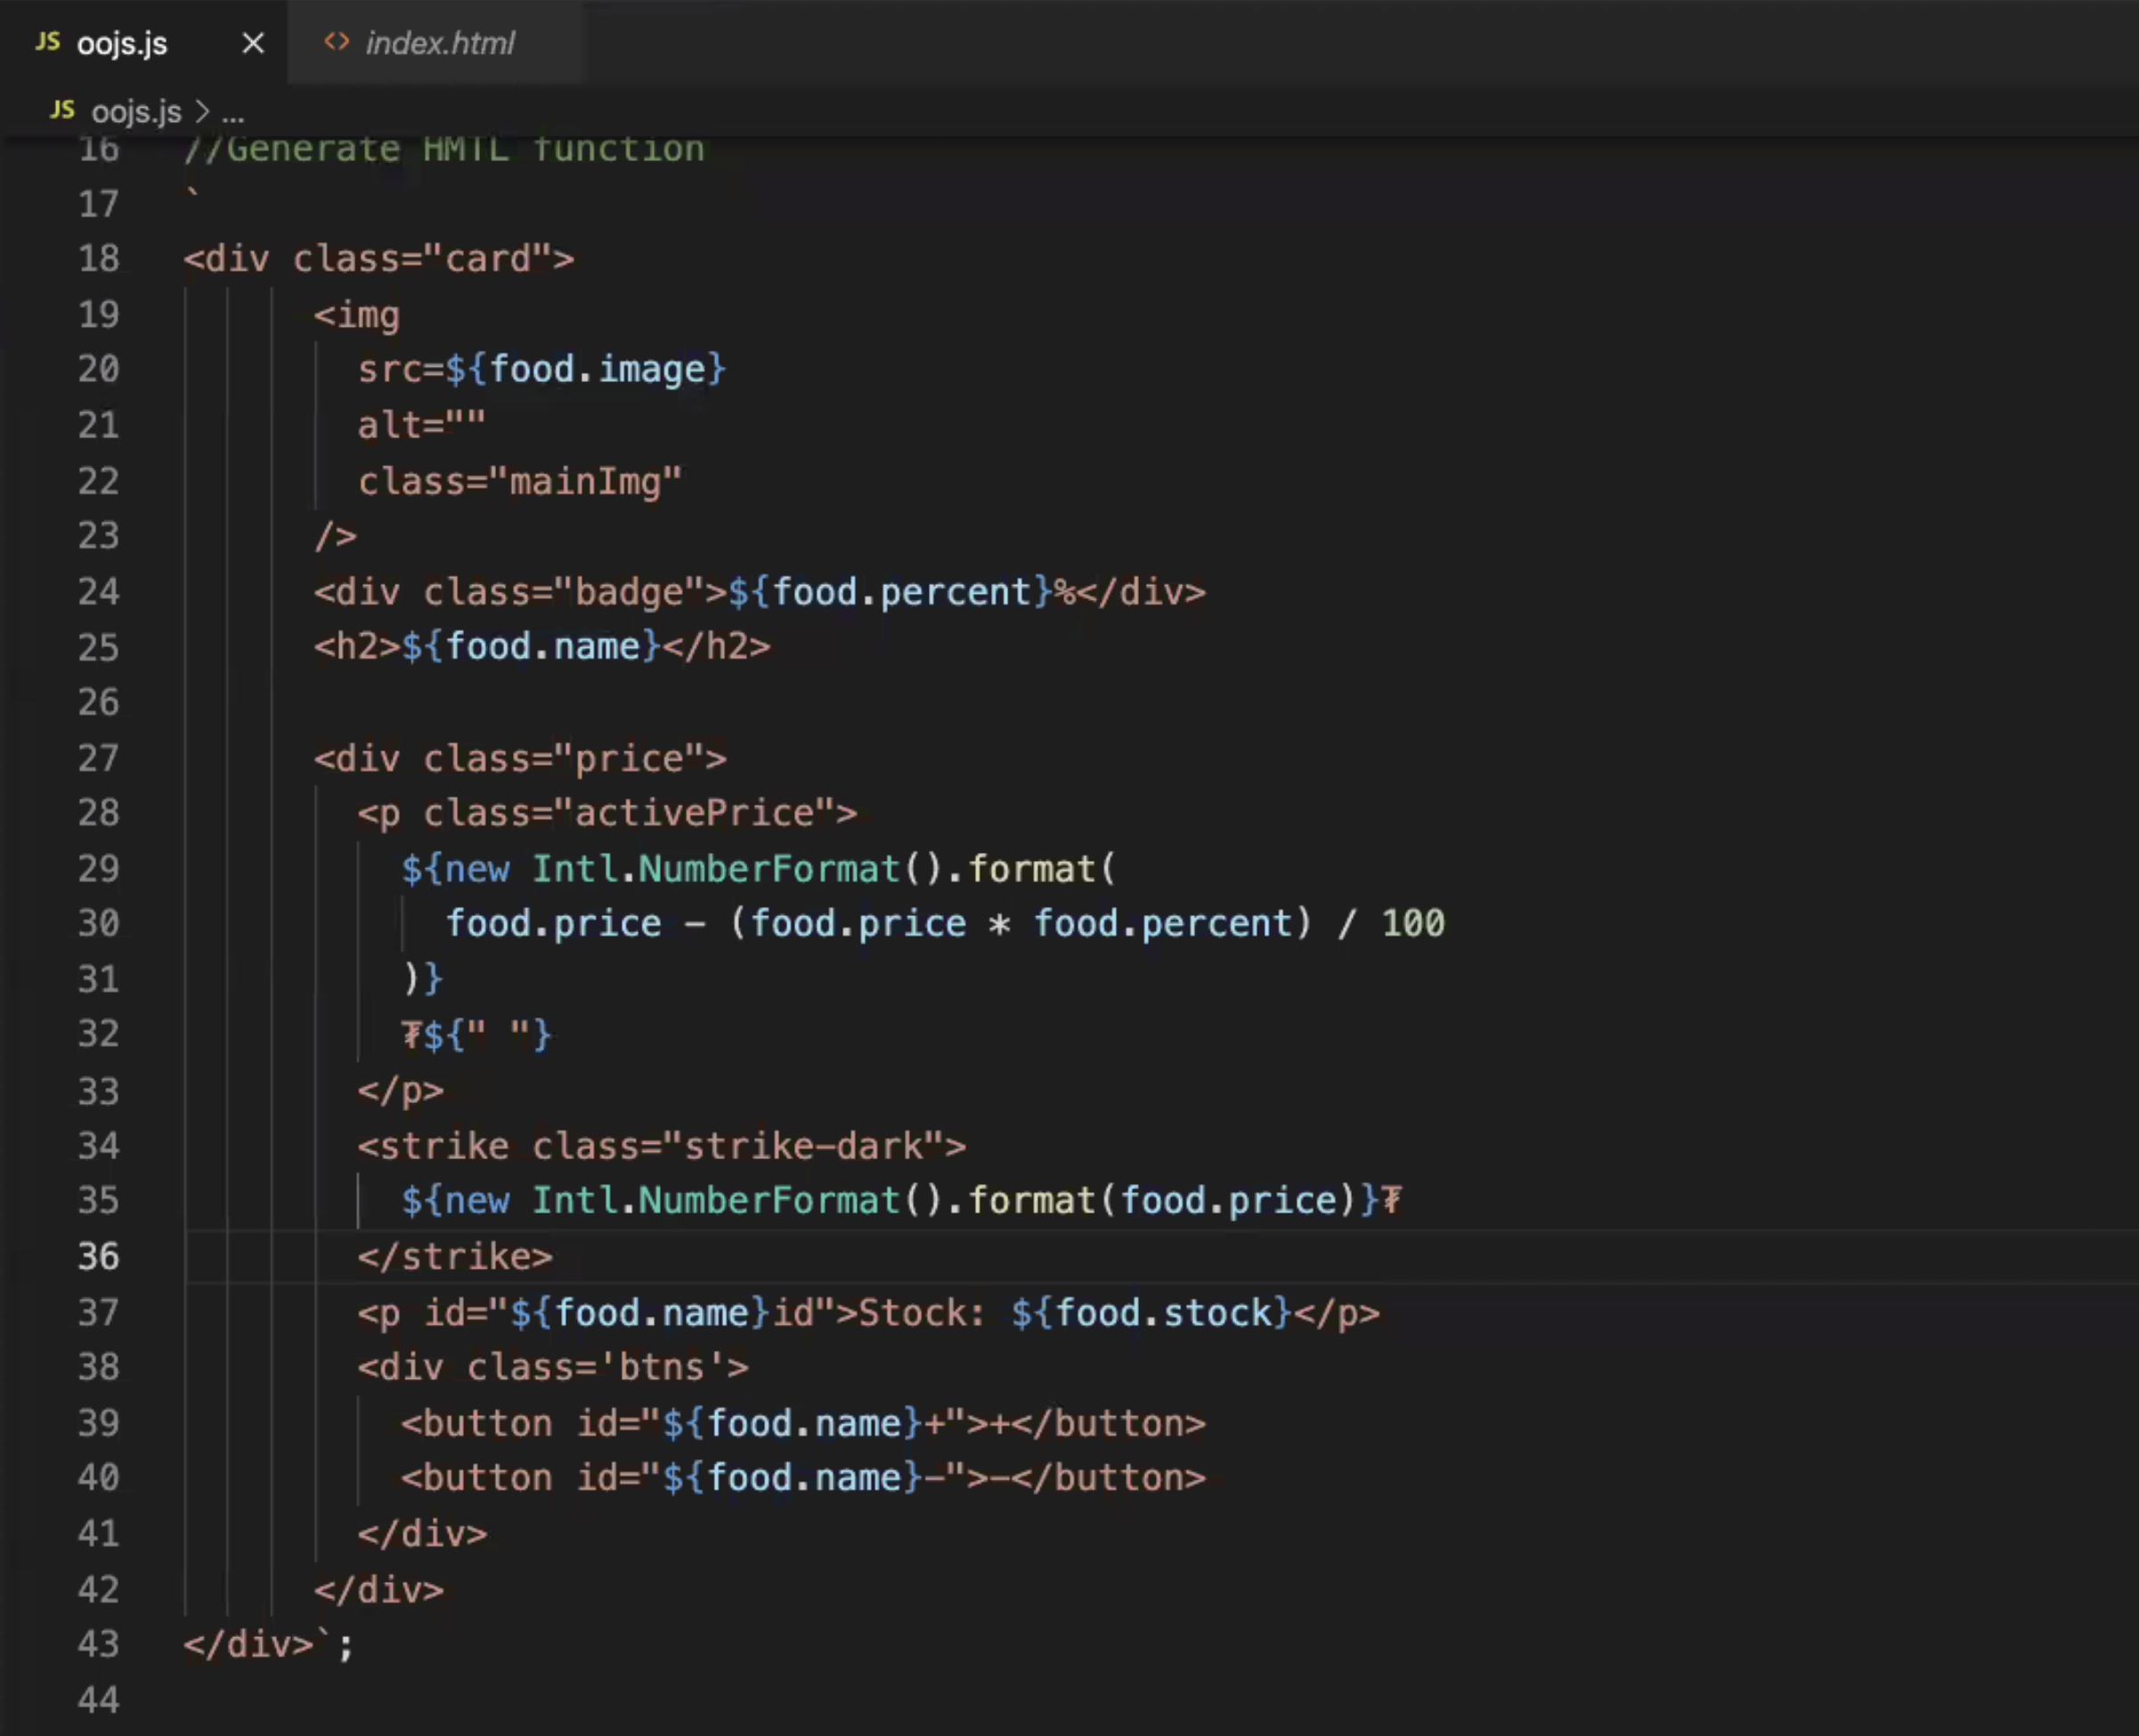 JS oojs.js × <> index.html
JS oojs.js > ...
16 //Generate HMTL function
17 `
18 <div class="card">
19 <img
20 src=${food.image}
21 alt=""
22 class="mainImg"
23 />
24 <div class="badge">${food.percent}%</div>
25 <h2>${food.name}</h2>
26
27 <div class="price">
28 <p class="activePrice">
29 ${new Intl.NumberFormat().format(
30 food.price - (food.price * food.percent) / 100
31 )}
32 ₮${" "}
33 </p>
34 <strike class="strike-dark">
35 ${new Intl.NumberFormat().format(food.price)}₮
36 </strike>
37 <p id="${food.name}id">Stock: ${food.stock}</p>
38 <div class='btns'>
39 <button id="${food.name}+">+</button>
40 <button id="${food.name}-">-</button>
41 </div>
42 </div>
43 </div>`;
44